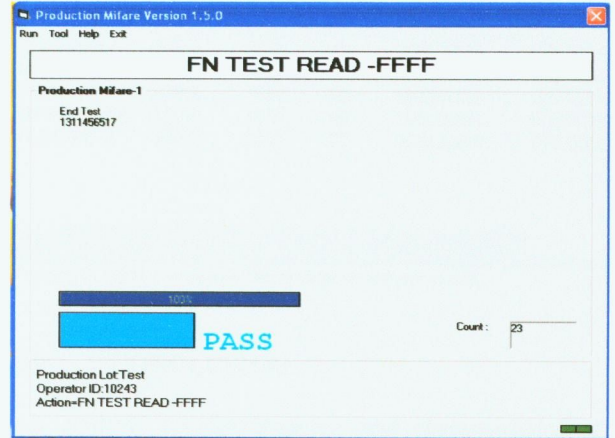 Production Mifare Version 1.5.0
Run Tool Help Exit
FN TEST READ -FFFF
Production Mifare-1
End Test
1311456517
103%
PASS
Count : 23
Production Lot:Test
Operator ID:10243
Action=FN TEST READ -FFFF